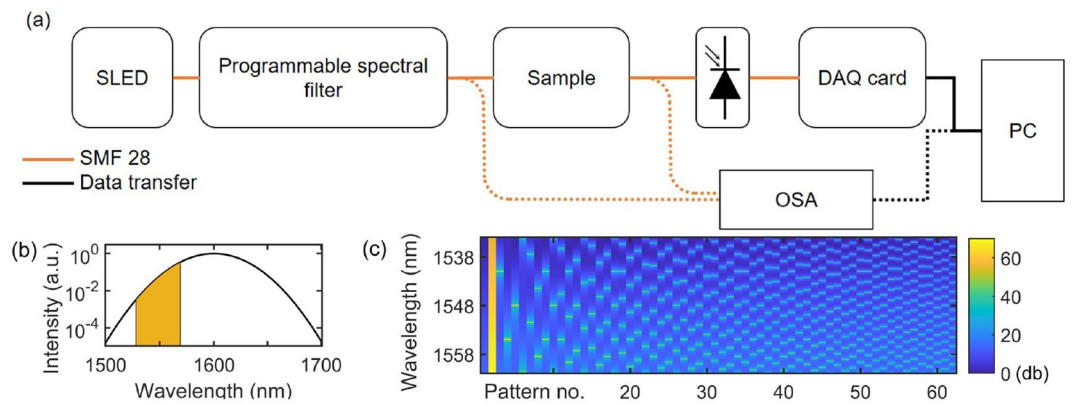 (a)
SLED
Programmable spectral
filter
Sample
DAQ card
PC
OSA
SMF 28
Data transfer
(b)
Intensity (a.u.)
10^0
10^-2
10^-4
1500 1600 1700
Wavelength (nm)
(c)
Wavelength (nm)
1538
1548
1558
Pattern no. 20 30 40 50 60
60
40
20
0 (db)